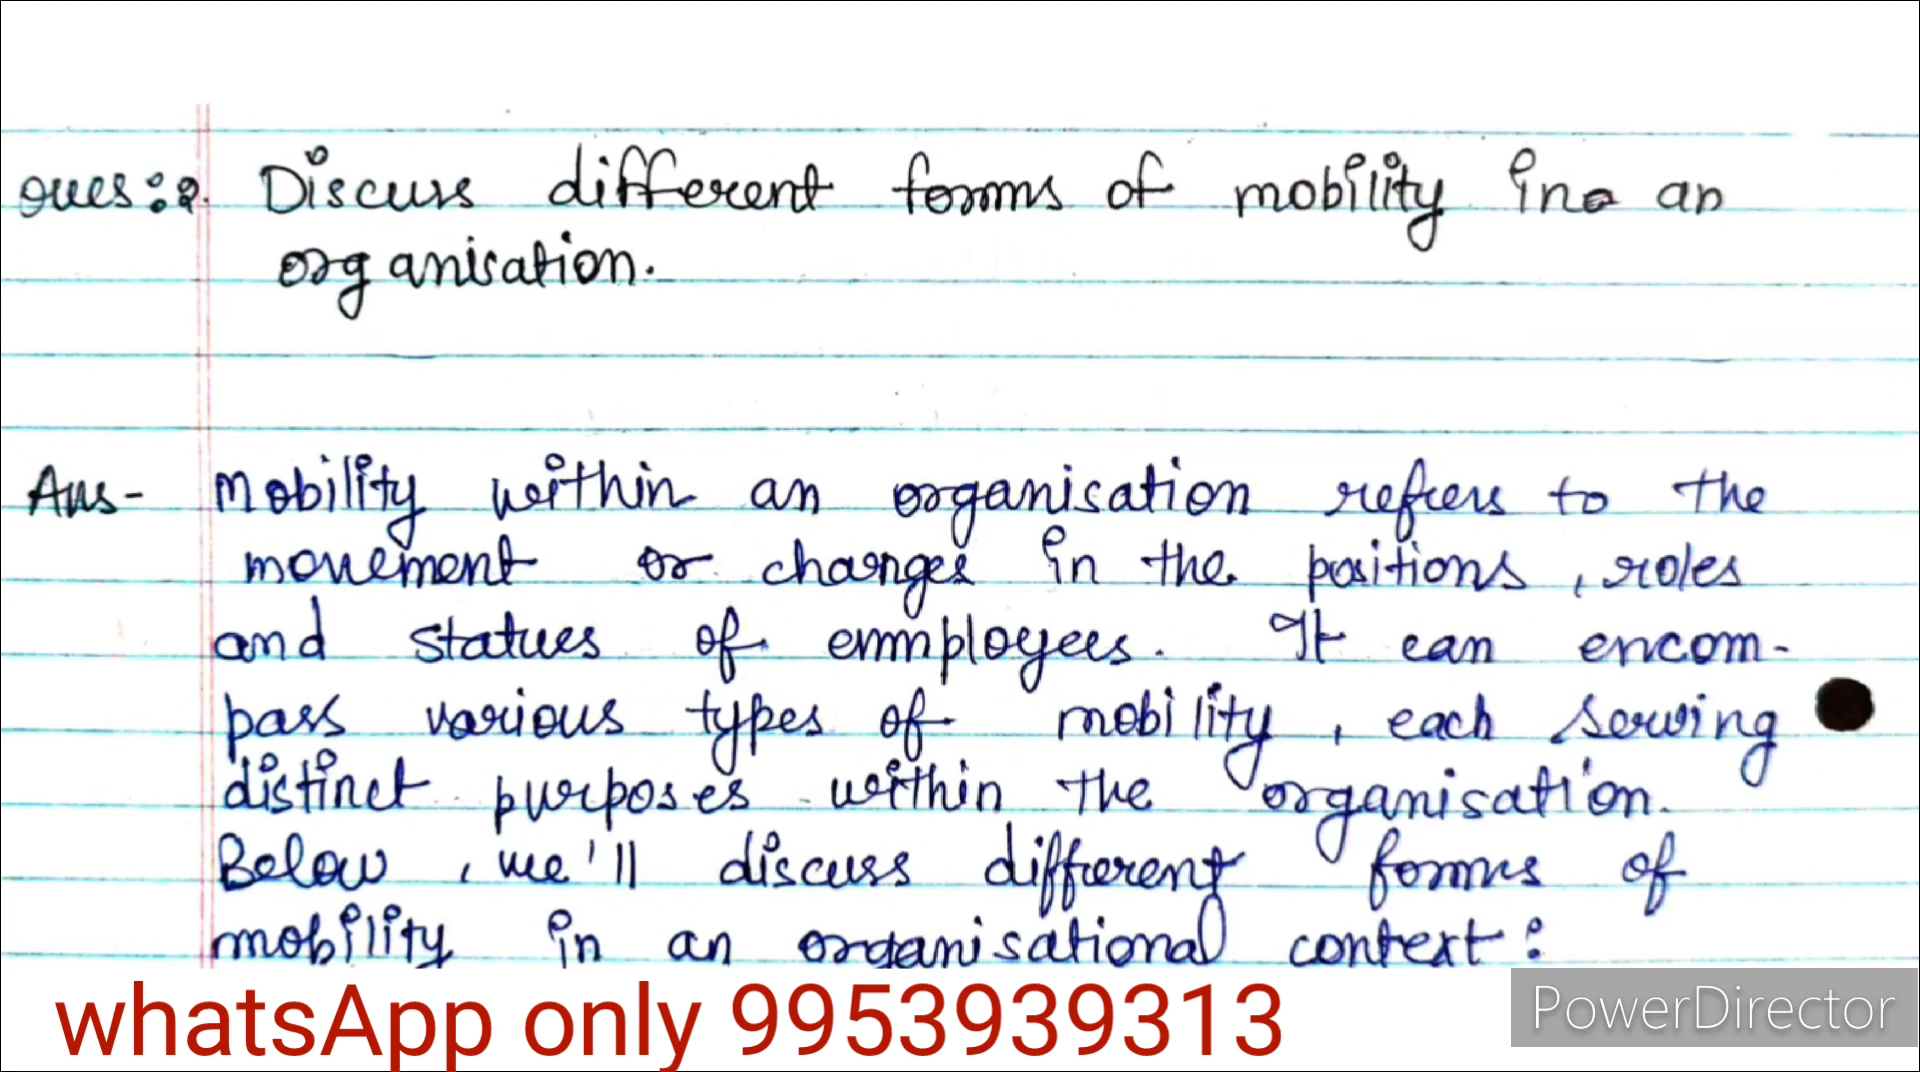 Ques:2. Discuss different forms of mobility in an
organisation.
Ans- Mobility within an organisation refers to the
movement or changes in the positions, roles
and statues of emmployees. It can encom-
pass various types of mobility, each serving
distinct purposes within the organisation.
Below, we'll discuss different forms of
mobility in an organisational context:
whatsApp only 9953939313
PowerDirector